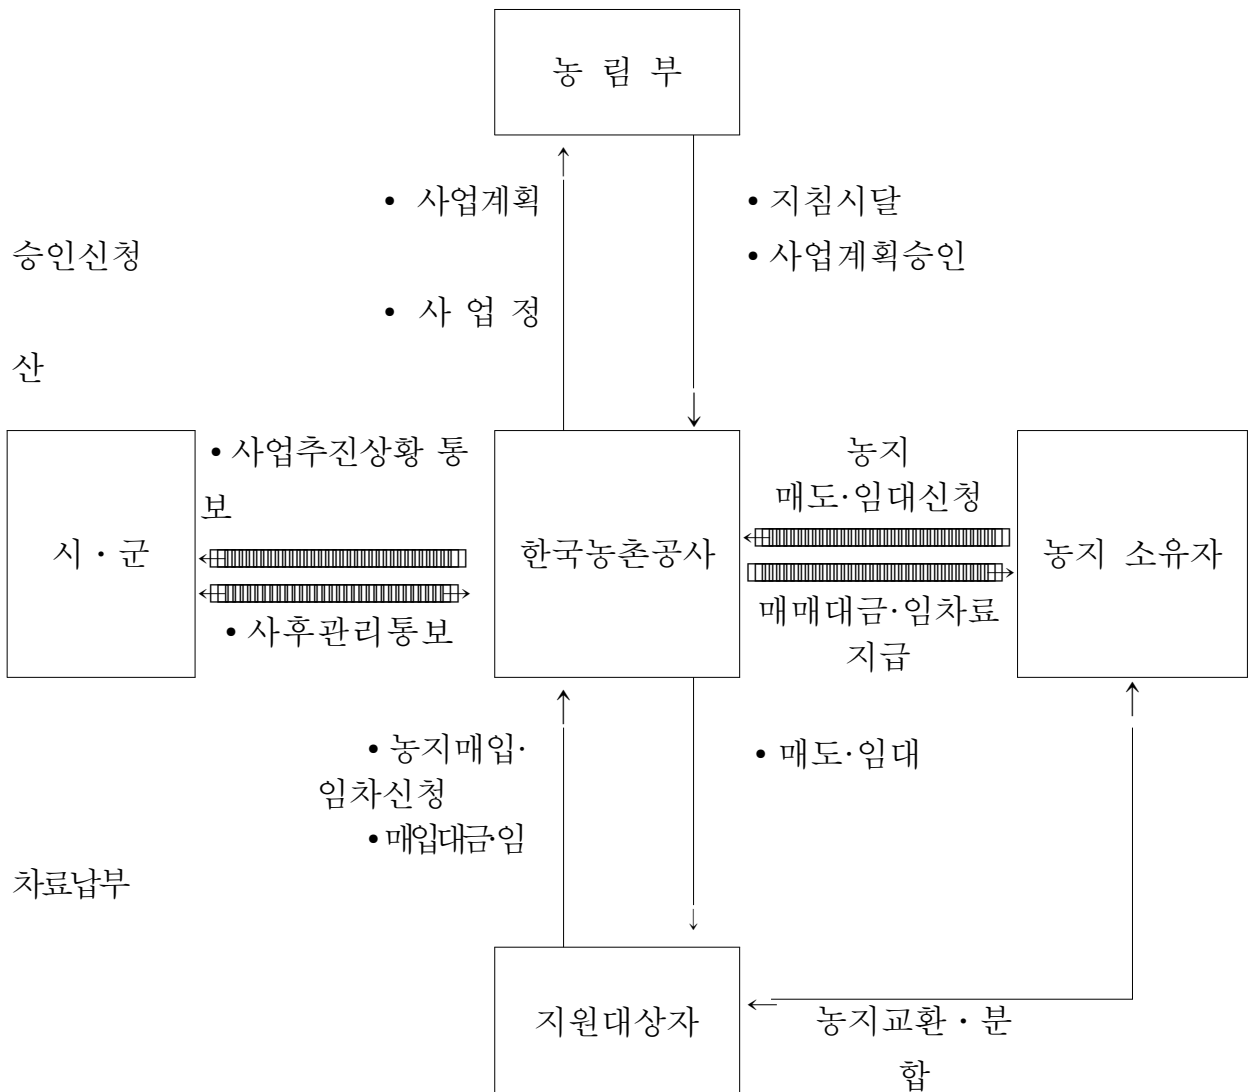 농 림 부
• 사업계획
승인신청
• 사 업 정
산
• 지침시달
• 사업계획승인
시 · 군
• 사업추진상황 통
보
• 사후관리통보
한국농촌공사
농지
매도·임대신청
매매대금·임차료
지급
농지 소유자
• 농지매입·
임차신청
• 매입대금·임
차료납부
• 매도·임대
지원대상자
농지교환 · 분
합